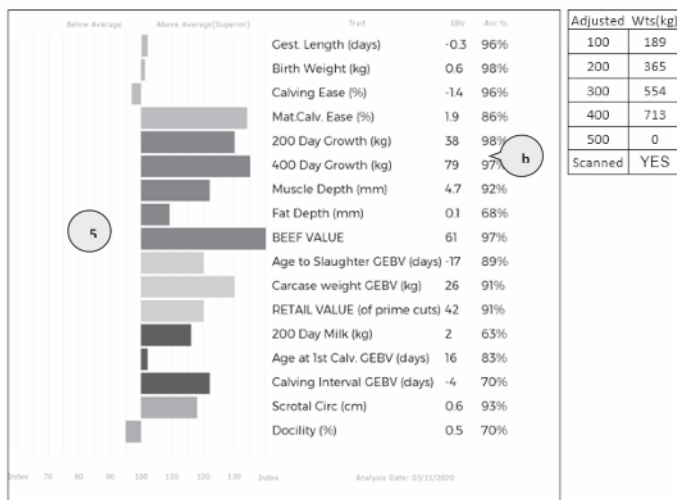 Below Average Above Average(Superior) Trait EBV Acc %
Gest. Length (days) -0.3 96%
Birth Weight (kg) 0.6 98%
Calving Ease (%) -1.4 96%
Mat.Calv. Ease (%) 1.9 86%
200 Day Growth (kg) 38 98%
400 Day Growth (kg) 79 97%
Muscle Depth (mm) 4.7 92%
Fat Depth (mm) 0.1 68%
BEEF VALUE 61 97%
Age to Slaughter GEBV (days) -17 89%
Carcase weight GEBV (kg) 26 91%
RETAIL VALUE (of prime cuts) 42 91%
200 Day Milk (kg) 2 63%
Age at 1st Calv. GEBV (days) 16 83%
Calving Interval GEBV (days) -4 70%
Scrotal Circ (cm) 0.6 93%
Docility (%) 0.5 70%
Index 70 80 90 100 110 120 130 Index Analysis Date: 03/11/2020
Adjusted Wts(kg)
100 189
200 365
300 554
400 713
500 0
Scanned YES